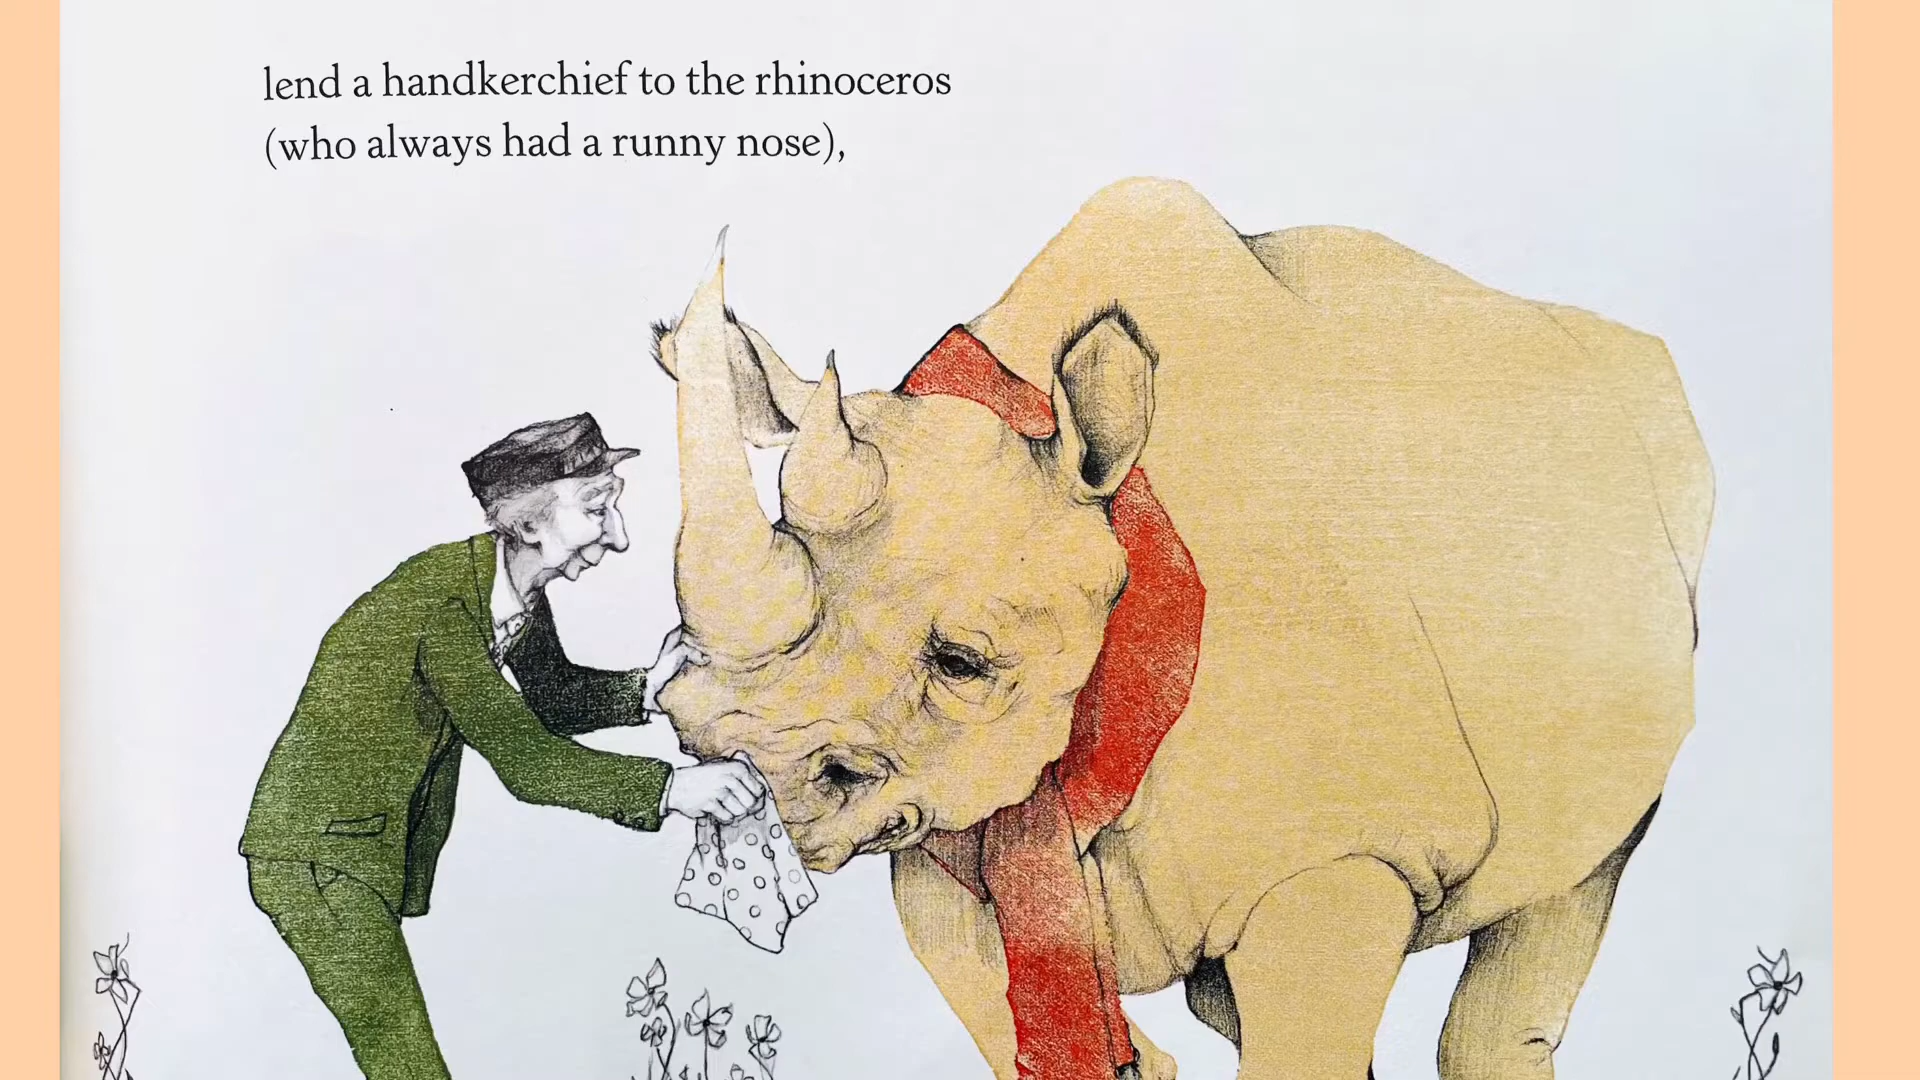 lend a handkerchief to the rhinoceros
(who always had a runny nose),